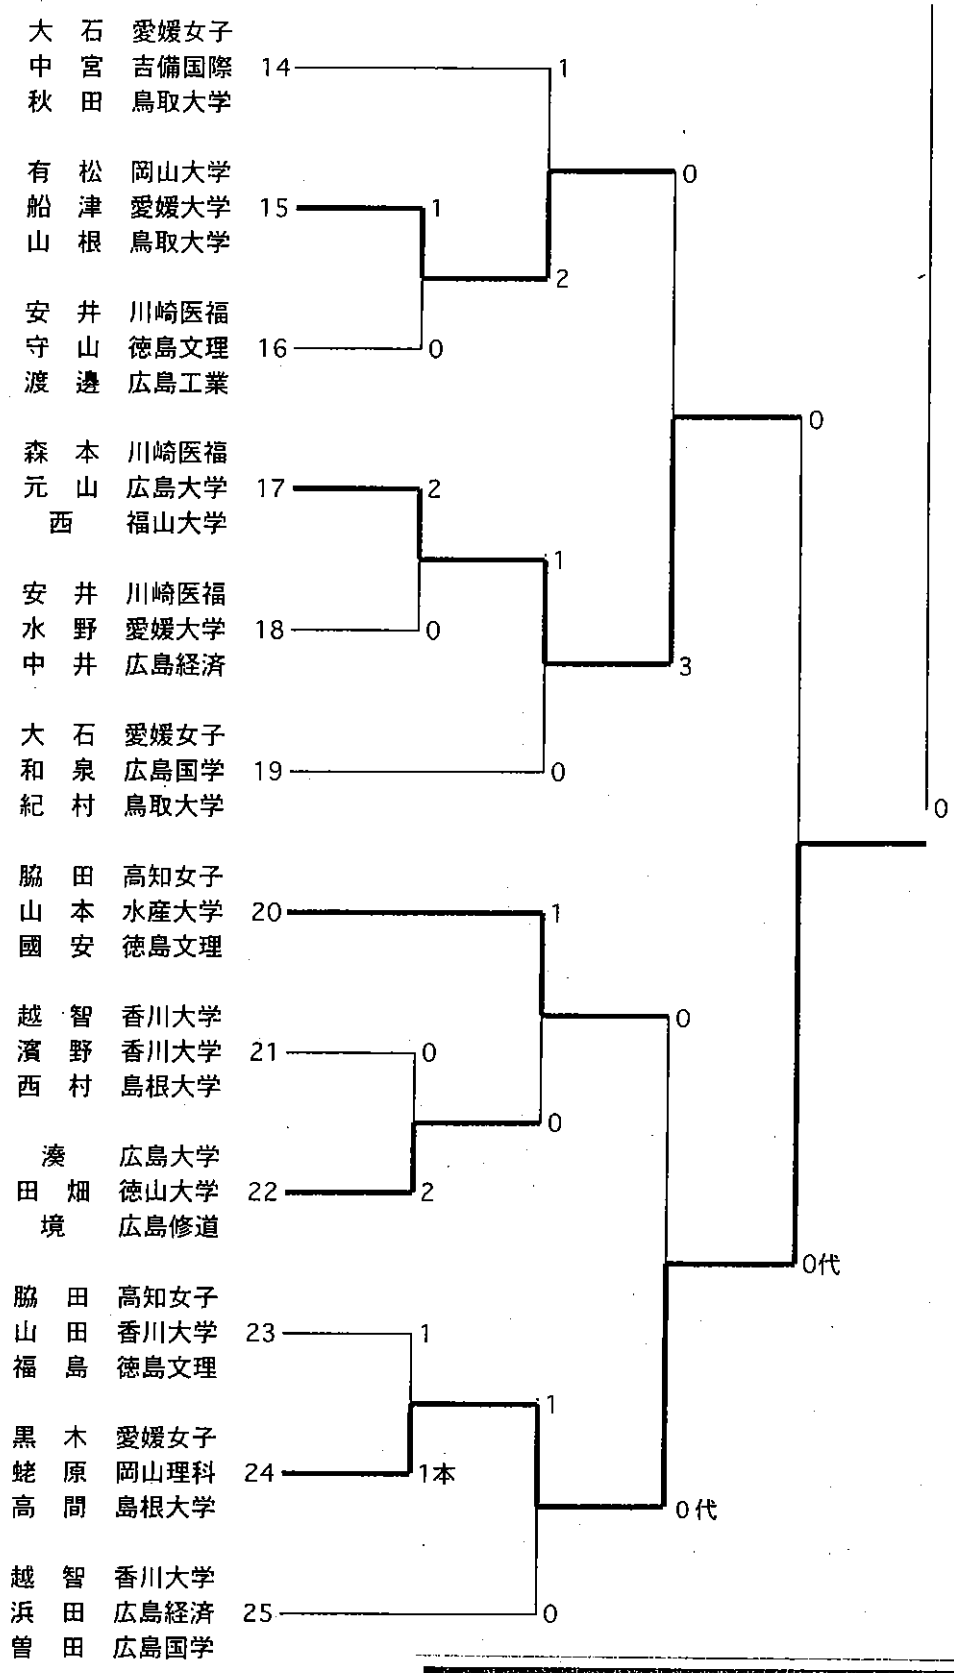 大石 愛媛女子
中宮 吉備国際 14 1
秋田 鳥取大学
有松 岡山大学 0
船津 愛媛大学 15 1
山根 鳥取大学
2
安井 川崎医福
守山 徳島文理 16 0
渡邊 広島工業
0
森本 川崎医福
元山 広島大学 17 2
西 福山大学
1
安井 川崎医福
水野 愛媛大学 18 0
中井 広島経済 3
大石 愛媛女子
和泉 広島国学 19 0
紀村 鳥取大学 0
脇田 高知女子
山本 水産大学 20 1
國安 徳島文理
越智 香川大学 0
濱野 香川大学 21 0
西村 島根大学
0
湊 広島大学
田畑 徳山大学 22 2
境 広島修道
0代
脇田 高知女子
山田 香川大学 23 1
福島 徳島文理
1
黒木 愛媛女子
蛯原 岡山理科 24 1本
高間 島根大学 0代
越智 香川大学
浜田 広島経済 25 0
曽田 広島国学